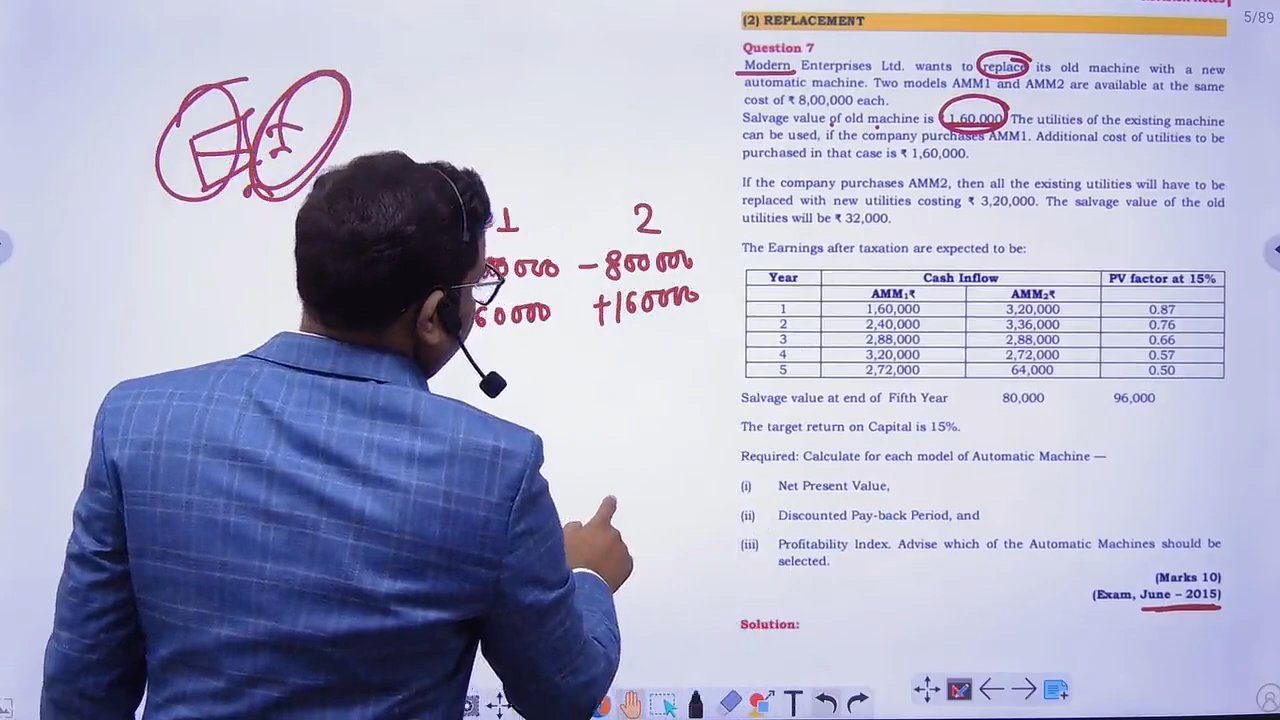 5/89
(2) REPLACEMENT
Question 7
Modern Enterprises Ltd. wants to replace its old machine with a new
automatic machine. Two models AMM1 and AMM2 are available at the same
cost of ₹ 8,00,000 each.
Salvage value of old machine is 1,60,000 The utilities of the existing machine
can be used, if the company purchases AMM1. Additional cost of utilities to be
purchased in that case is ₹ 1,60,000.
If the company purchases AMM2, then all the existing utilities will have to be
replaced with new utilities costing ₹ 3,20,000. The salvage value of the old
utilities will be ₹ 32,000.
The Earnings after taxation are expected to be:
Year Cash Inflow PV factor at 15%
AMM₁₹ AMM₂₹
1 1,60,000 3,20,000 0.87
2 2,40,000 3,36,000 0.76
3 2,88,000 2,88,000 0.66
4 3,20,000 2,72,000 0.57
5 2,72,000 64,000 0.50
Salvage value at end of Fifth Year 80,000 96,000
The target return on Capital is 15%.
Required: Calculate for each model of Automatic Machine —
(i) Net Present Value,
(ii) Discounted Pay-back Period, and
(iii) Profitability Index. Advise which of the Automatic Machines should be
selected.
(Marks 10)
(Exam, June – 2015)
Solution:
1 2
- 800000
60000 +160000